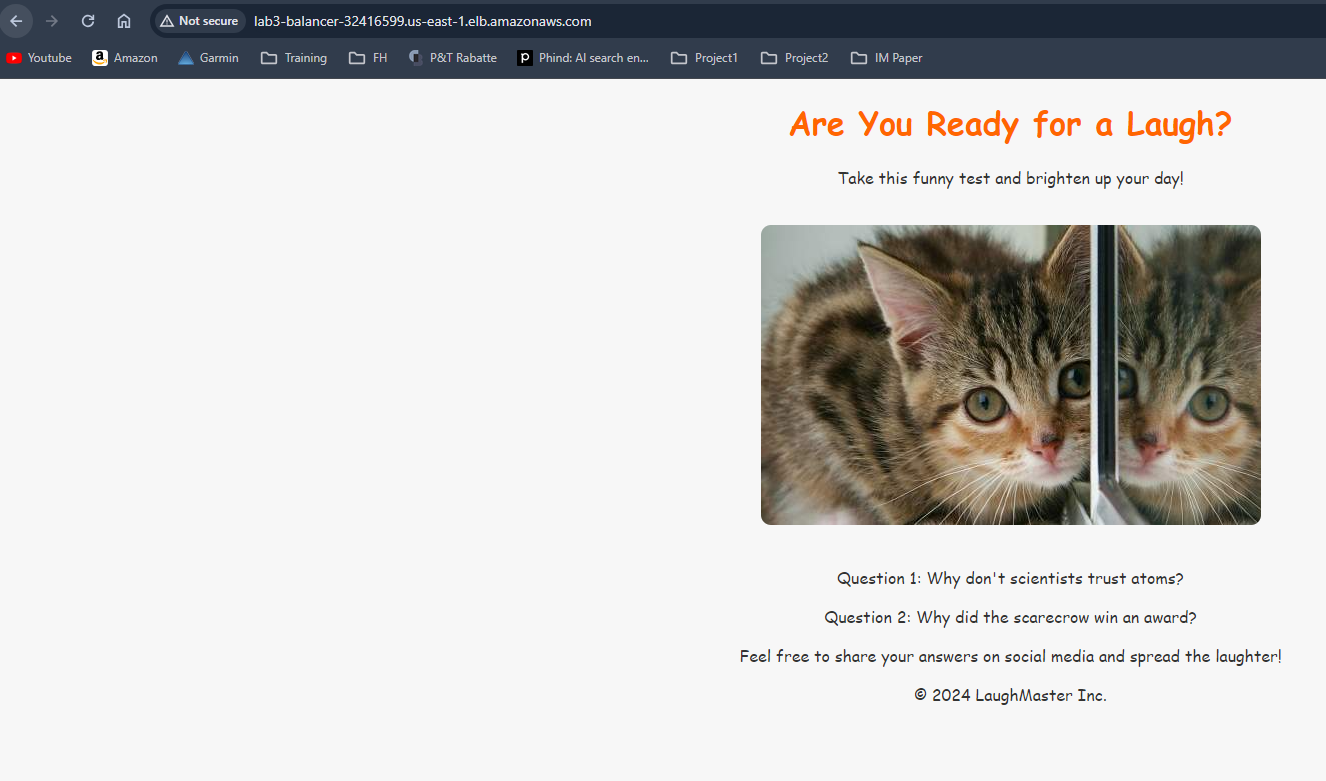 Not secure lab3-balancer-32416599.us-east-1.elb.amazonaws.com
Youtube Amazon Garmin Training FH P&T Rabatte Phind: AI search en... Project1 Project2 IM Paper
Are You Ready for a Laugh?
Take this funny test and brighten up your day!
Question 1: Why don't scientists trust atoms?
Question 2: Why did the scarecrow win an award?
Feel free to share your answers on social media and spread the laughter!
© 2024 LaughMaster Inc.